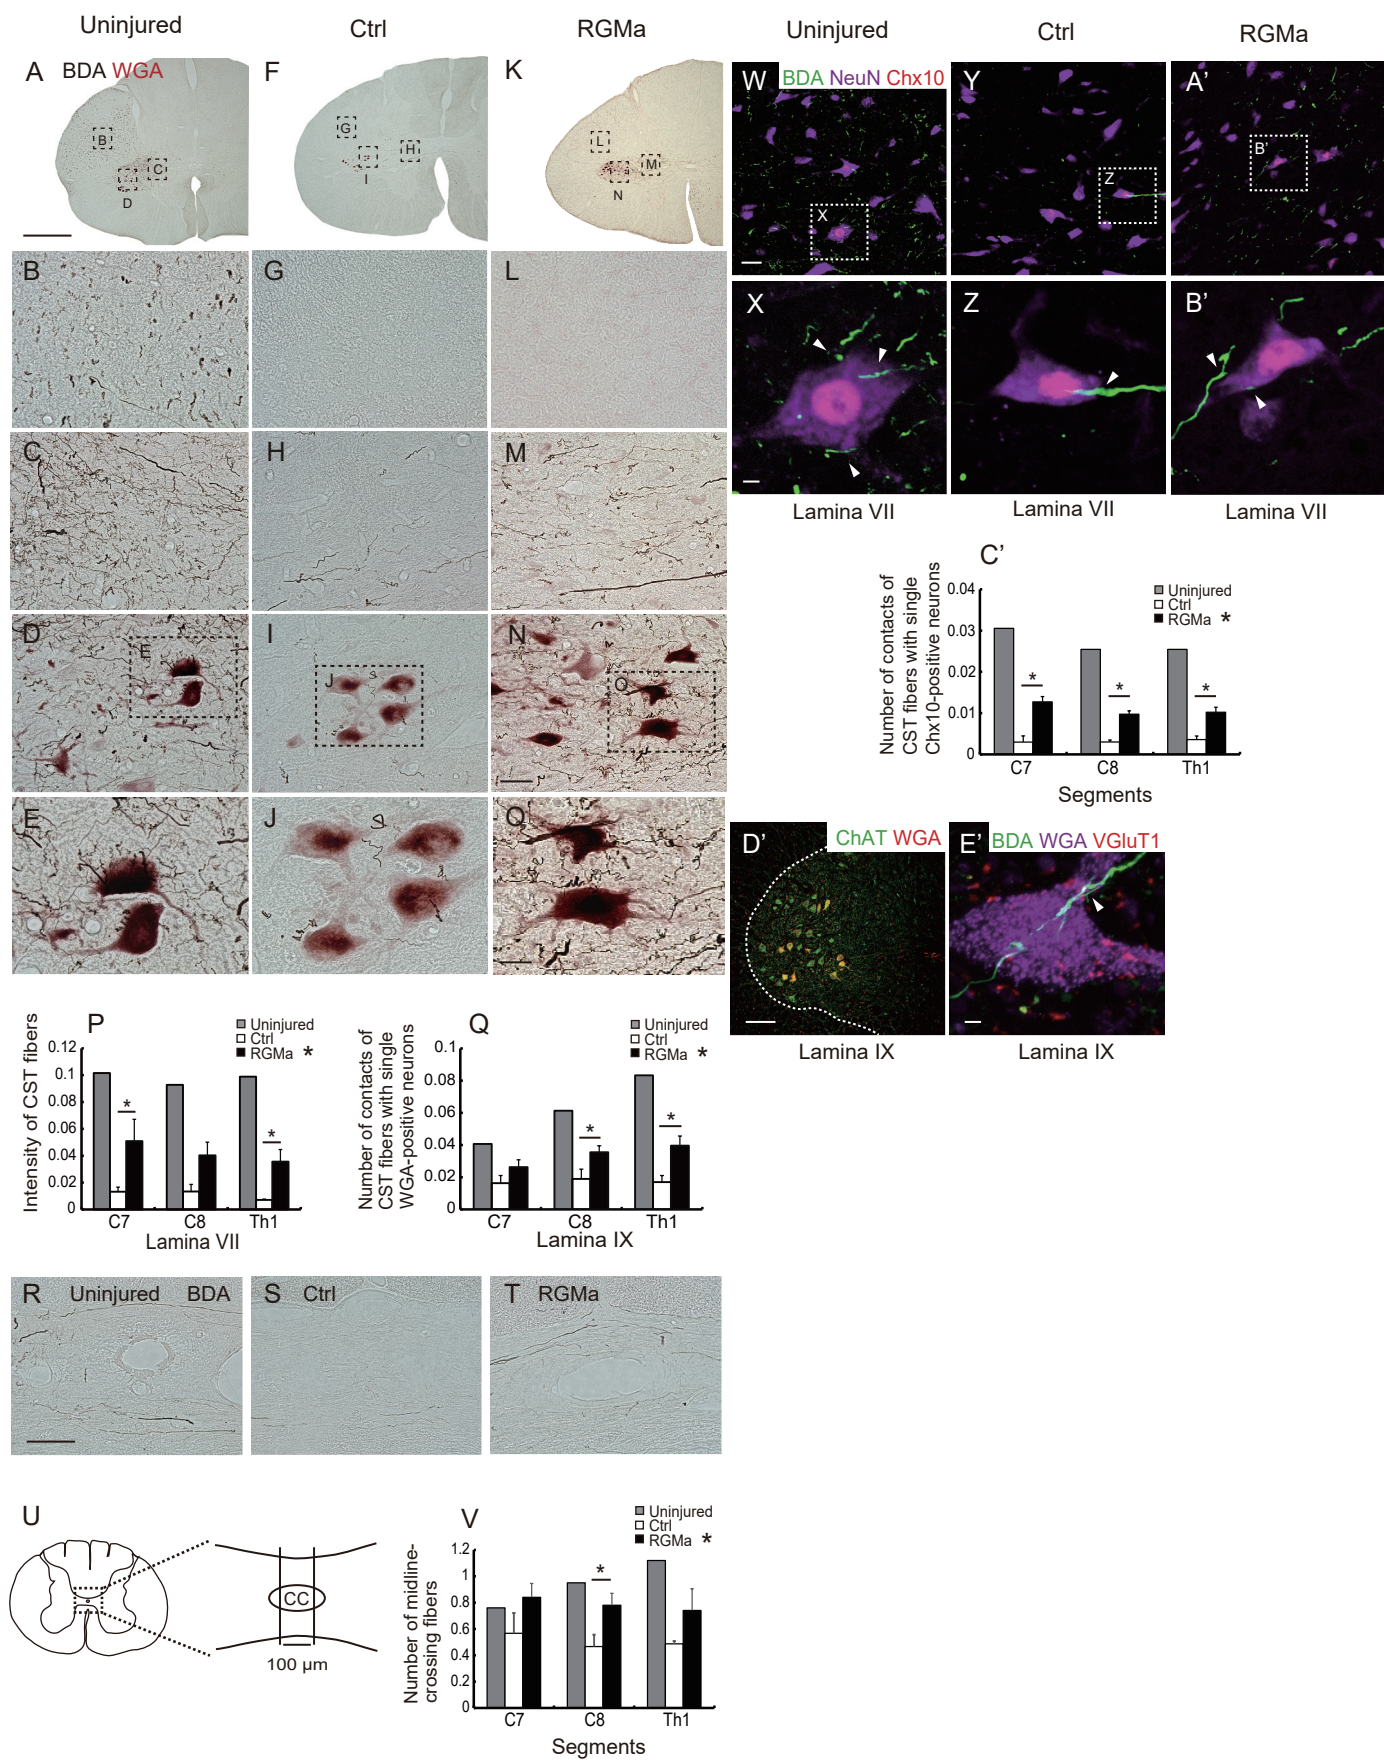 Uninjured
Ctrl
RGMa
A
BDA WGA
B
C
D
F
G
H
I
K
L
M
N
B
G
L
C
H
M
D
E
I
J
N
O
E
J
O
P
Intensity of CST fibers
Uninjured
Ctrl
RGMa *
0.12
0.1
0.08
0.06
0.04
0.02
0
*
*
C7
C8
Th1
Lamina VII
Q
Number of contacts of
CST fibers with single
WGA-positive neurons
Uninjured
Ctrl
RGMa *
0.1
0.08
0.06
0.04
0.02
0
*
*
C7
C8
Th1
Lamina IX
R
Uninjured
BDA
S
Ctrl
T
RGMa
U
CC
100 μm
V
Number of midline-
crossing fibers
Uninjured
Ctrl
RGMa *
1.2
1
0.8
0.6
0.4
0.2
0
*
C7
C8
Th1
Segments
Uninjured
Ctrl
RGMa
W
BDA NeuN Chx10
X
Y
Z
A’
B’
X
Z
B’
Lamina VII
Lamina VII
Lamina VII
C’
Number of contacts of
CST fibers with single
Chx10-positive neurons
Uninjured
Ctrl
RGMa *
0.04
0.03
0.02
0.01
0
*
*
*
C7
C8
Th1
Segments
D’
ChAT WGA
E’
BDA WGA VGluT1
Lamina IX
Lamina IX